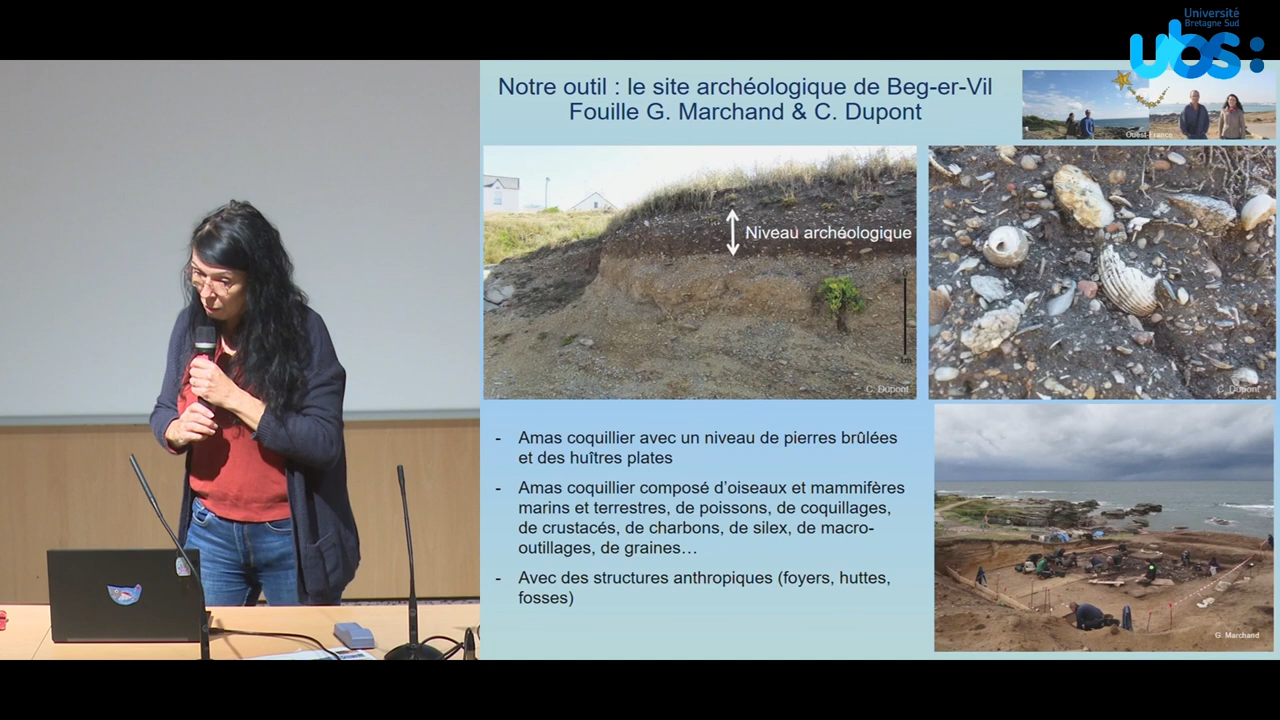 Université
Bretagne Sud
ubs:
Notre outil : le site archéologique de Beg-er-Vil
Fouille G. Marchand & C. Dupont
Ouest-France
Niveau archéologique
1m
C. Dupont
C. Dupont
- Amas coquillier avec un niveau de pierres brûlées
et des huîtres plates
- Amas coquillier composé d’oiseaux et mammifères
marins et terrestres, de poissons, de coquillages,
de crustacés, de charbons, de silex, de macro-
outillages, de graines…
- Avec des structures anthropiques (foyers, huttes,
fosses)
G. Marchand